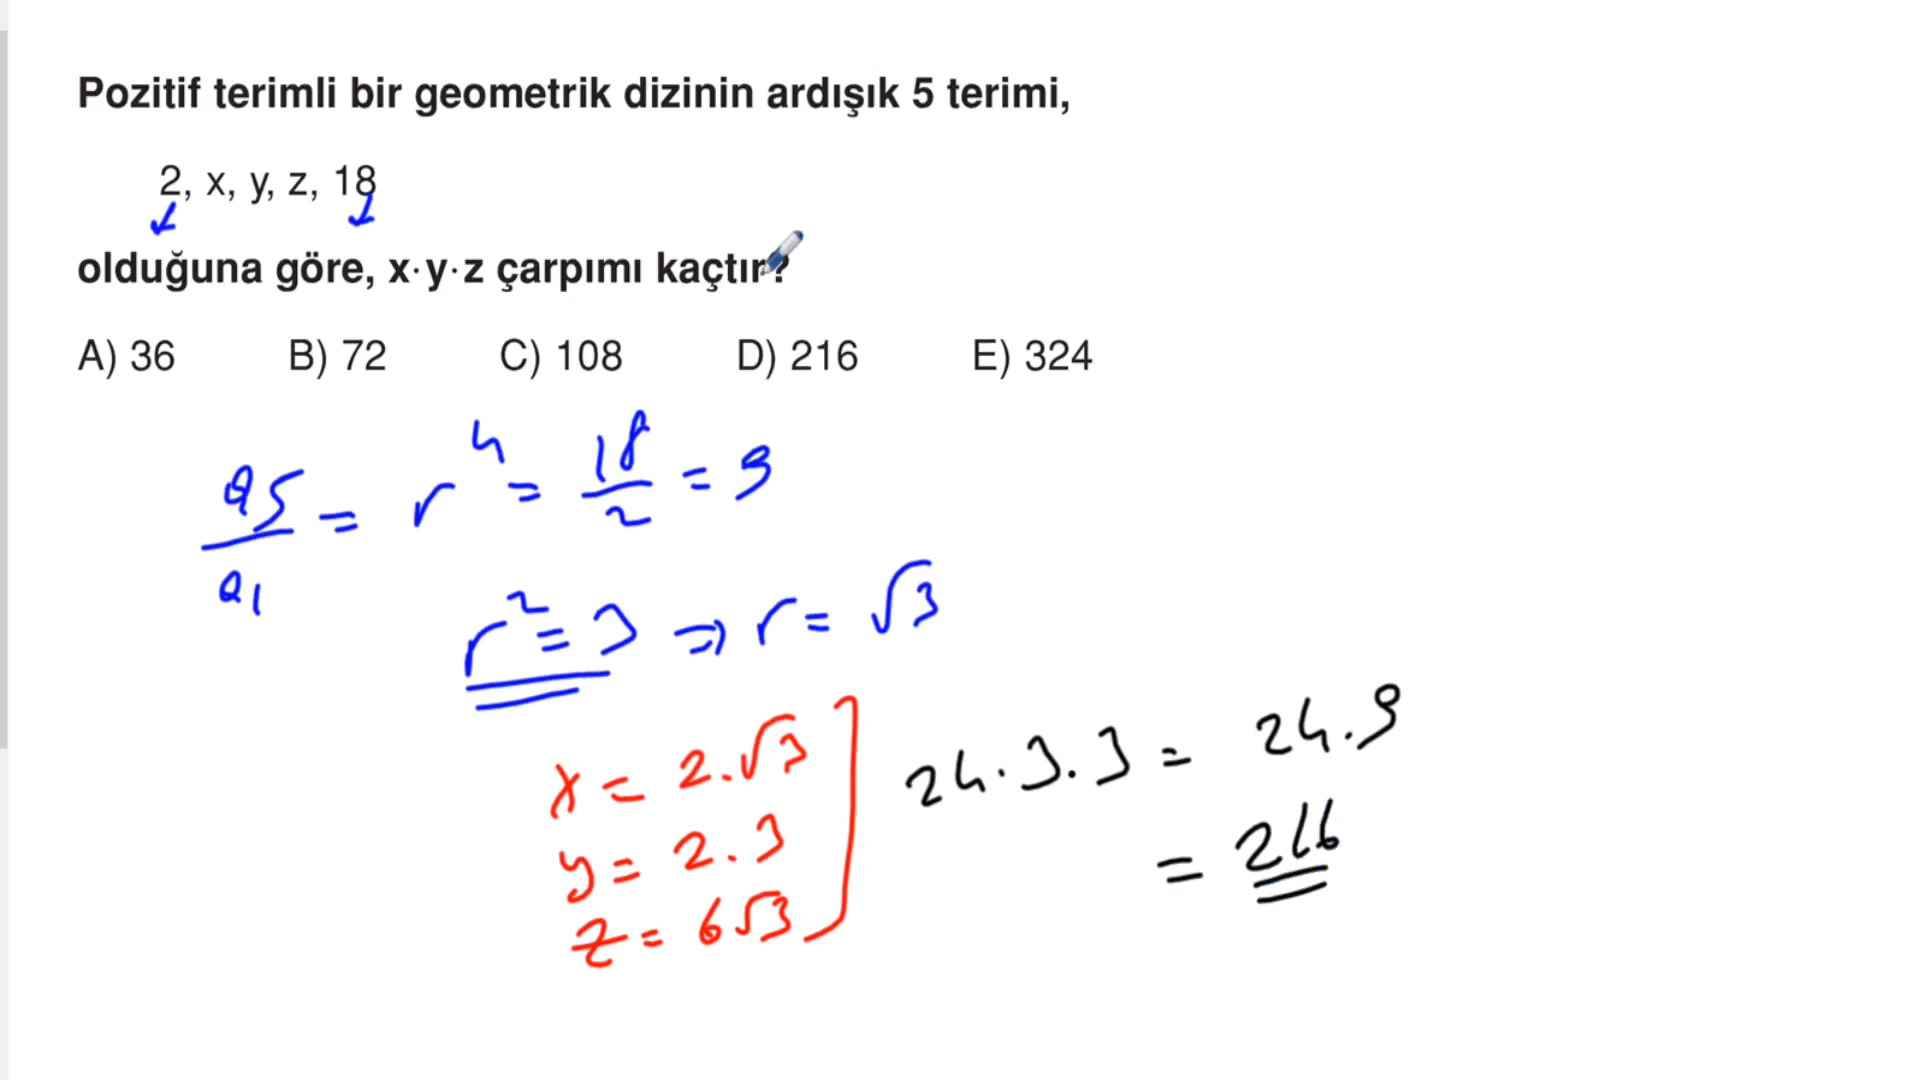 Pozitif terimli bir geometrik dizinin ardışık 5 terimi,
2, x, y, z, 18
olduğuna göre, x·y·z çarpımı kaçtır?
A) 36 B) 72 C) 108 D) 216 E) 324
a5/a1 = r^4 = 18/2 = 9
r^2 = 3 ⇒ r = √3
x = 2.√3
y = 2.3
z = 6√3
24.3.3 = 24.9
= 216